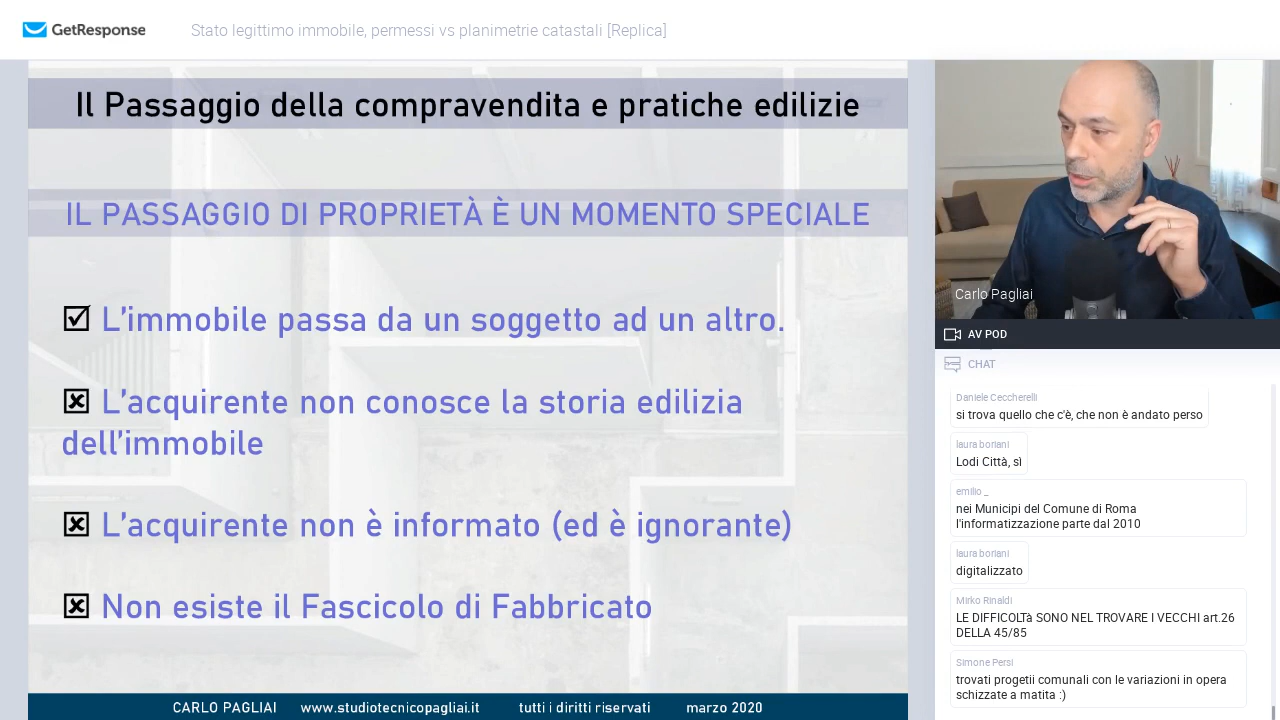 GetResponse
Stato legittimo immobile, permessi vs planimetrie catastali [Replica]
Il Passaggio della compravendita e pratiche edilizie
IL PASSAGGIO DI PROPRIETÀ È UN MOMENTO SPECIALE
L'immobile passa da un soggetto ad un altro.
L'acquirente non conosce la storia edilizia
dell'immobile
L'acquirente non è informato (ed è ignorante)
Non esiste il Fascicolo di Fabbricato
CARLO PAGLIAI www.studiotecnicopagliai.it tutti i diritti riservati marzo 2020
Carlo Pagliai
AV POD
CHAT
Daniele Ceccherelli
si trova quello che c'è, che non è andato perso
laura boriani
Lodi Città, sì
emilio _
nei Municipi del Comune di Roma
l'informatizzazione parte dal 2010
laura boriani
digitalizzato
Mirko Rinaldi
LE DIFFICOLTà SONO NEL TROVARE I VECCHI art.26
DELLA 45/85
Simone Persi
trovati progetii comunali con le variazioni in opera
schizzate a matita :)